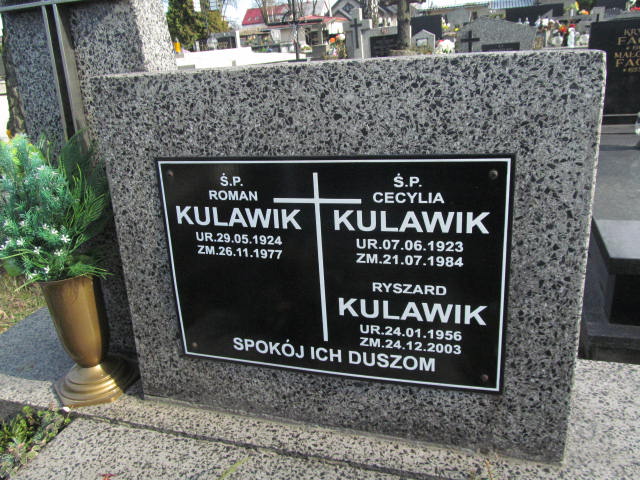 Ś.P.
ROMAN
KULAWIK
UR.29.05.1924
ZM.26.11.1977
Ś.P.
CECYLIA
KULAWIK
UR.07.06.1923
ZM.21.07.1984
RYSZARD
KULAWIK
UR.24.01.1956
ZM.24.12.2003
SPOKÓJ ICH DUSZOM